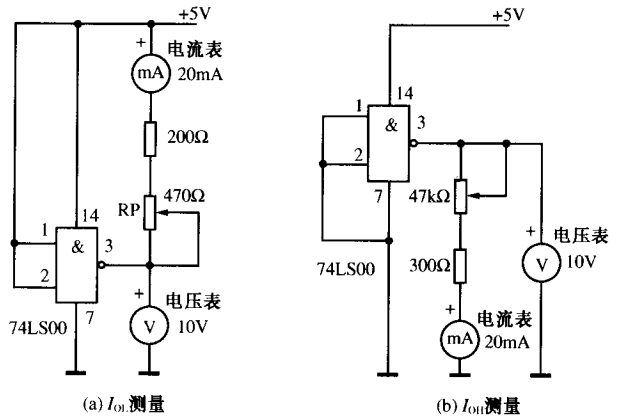 +5V
+
电流表
mA
20mA
200Ω
470Ω
RP
14
1
&
3
2
7
74LS00
+
电压表
V
10V
(a) IOL测量
+5V
14
1
&
3
2
7
47kΩ
74LS00
300Ω
+
电压表
V
10V
+
电流表
mA
20mA
(b) IOH测量